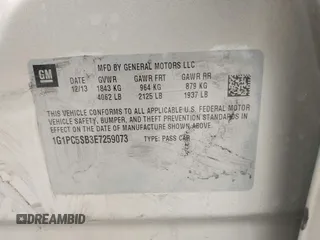 GM
MFD BY GENERAL MOTORS LLC
12/13 GVWR GAWR FRT GAWR RR
1843 KG 964 KG 879 KG
4062 LB 2125 LB 1937 LB
THIS VEHICLE CONFORMS TO ALL APPLICABLE U.S. FEDERAL MOTOR
VEHICLE SAFETY, BUMPER, AND THEFT PREVENTION STANDARDS IN
EFFECT ON THE DATE OF MANUFACTURE SHOWN ABOVE.
1G1PC5SB3E7259073 TYPE: PASS CAR
DREAMBID